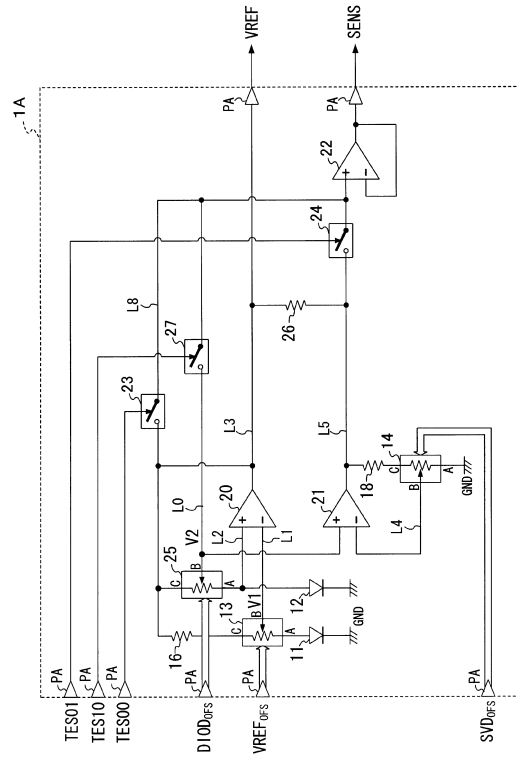 1A
VREF
SENS
PA
PA
22
+
−
24
L8
27
26
23
L3
L5
L0
20
+
−
21
+
−
18
14
C
B
A
GND
L4
V2
L2
L1
25
C
B
A
12
13
V1
C
B
A
16
11
GND
PA
TES01
PA
TES10
PA
TES00
PA
DIODOFS
PA
VREFOFS
PA
SVDOFS